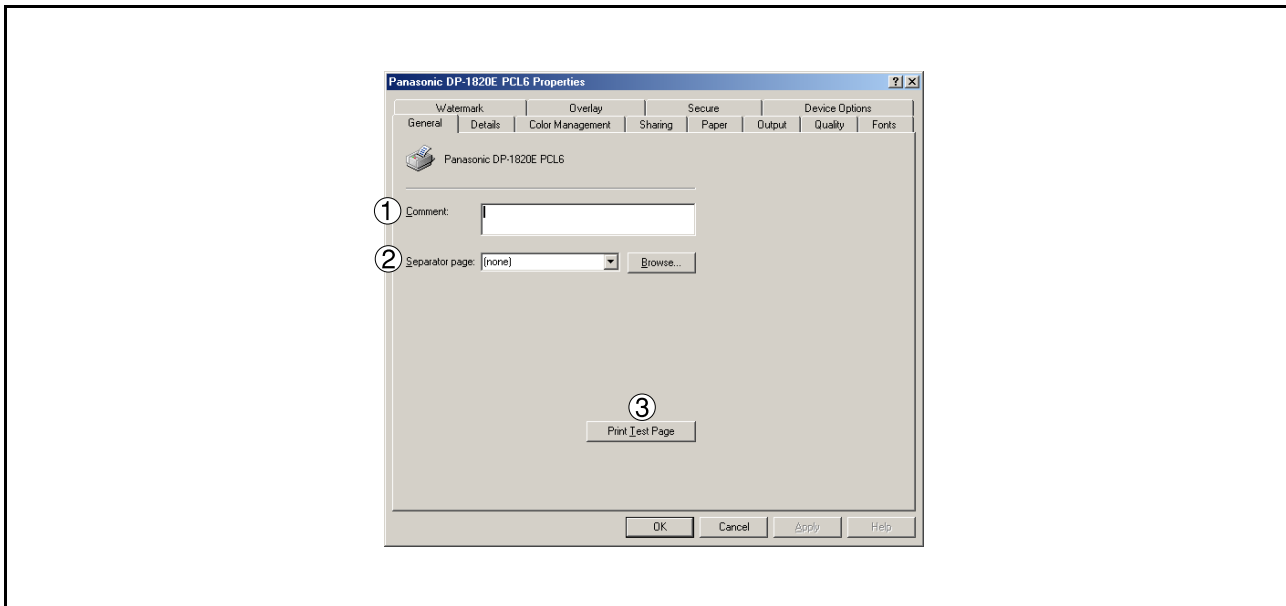 Panasonic DP-1820E PCL6 Properties
Watermark Overlay Secure Device Options
General Details Color Management Sharing Paper Output Quality Fonts
Panasonic DP-1820E PCL6
① Comment:
② Separator page: (none) Browse...
③
Print Test Page
OK Cancel Apply Help